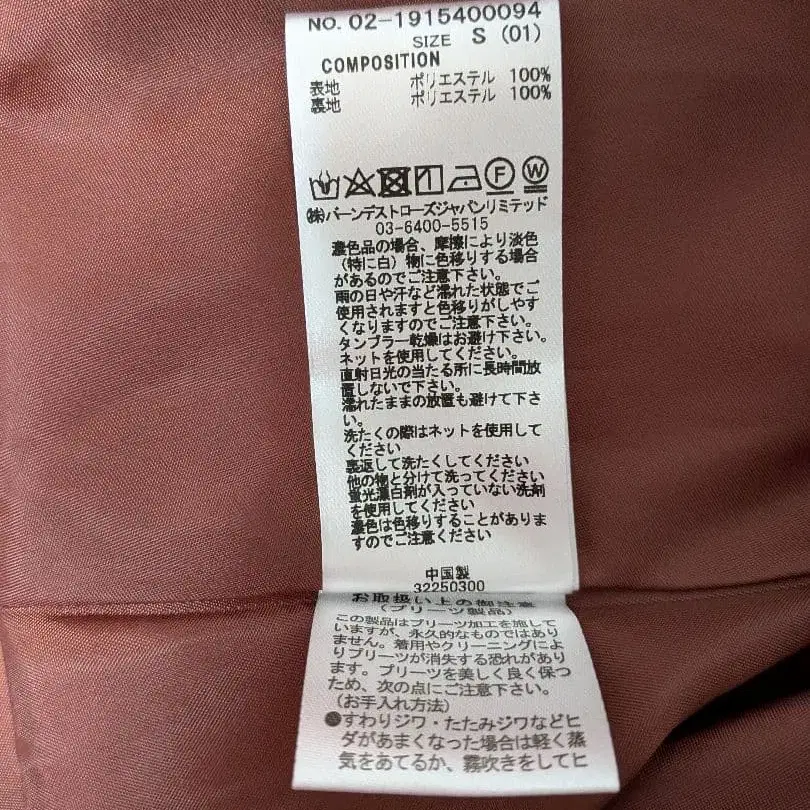 NO. 02-1915400094
SIZE S (01)
COMPOSITION
表地 ポリエステル 100%
裏地 ポリエステル 100%
F W
㈱バーンデストローズジャパンリミテッド
03-6400-5515
濃色品の場合、摩擦により淡色
(特に白)物に色移りする場合
があるのでご注意下さい。
雨の日や汗など濡れた状態でご
使用されますと色移りがしやす
くなりますのでご注意下さい。
タンブラー乾燥はお避け下さい。
ネットを使用してください。
直射日光の当たる所に長時間放
置しないで下さい。
濡れたままの放置も避けて下さ
い。
洗たくの際はネットを使用して
ください
裏返して洗たくしてください
他の物と分けて洗ってください
蛍光漂白剤が入っていない洗剤
を使用してください
濃色は色移りすることがありま
すのでご注意ください
中国製
32250300
お取扱い上の御注意
(プリーツ製品)
この製品はプリーツ加工を施して
いますが、永久的なものではあり
ません。着用やクリーニングによ
りプリーツが消失する恐れがあり
ます。プリーツを美しく良く保つ
ため、次の点にご注意下さい。
(お手入れ方法)
●すわりジワ・たたみジワなどヒ
ダがあまくなった場合は軽く蒸
気をあてるか、霧吹きをしてヒ